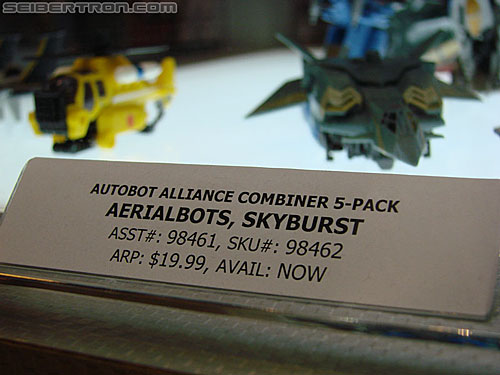 SEIBERTRON.COM
AUTOBOT ALLIANCE COMBINER 5-PACK
AERIALBOTS, SKYBURST
ASST#: 98461, SKU#: 98462
ARP: $19.99, AVAIL: NOW